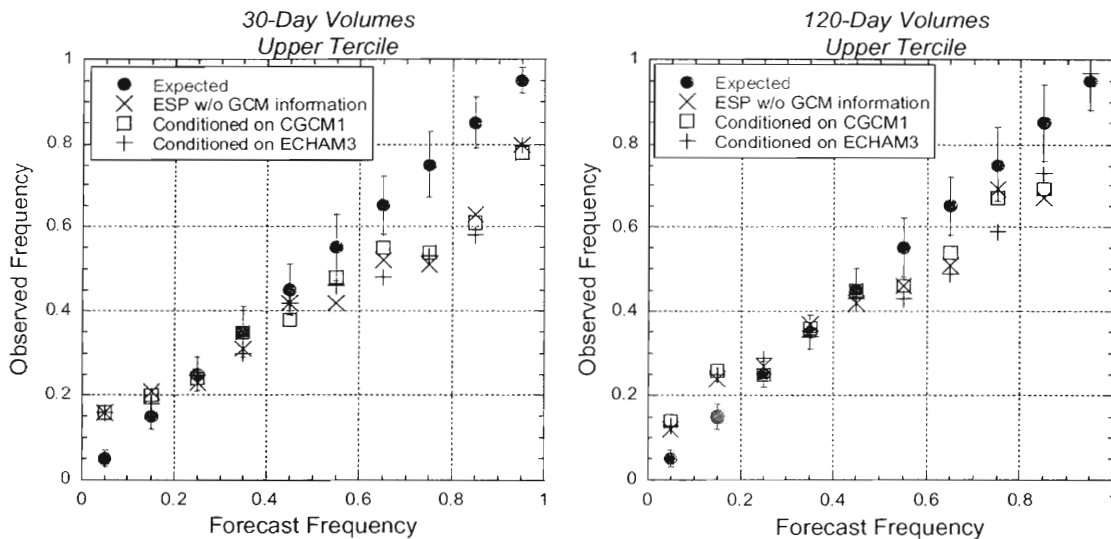 30-Day Volumes
Upper Tercile
1
0.8
0.6
0.4
0.2
0
Observed Frequency
Expected
ESP w/o GCM information
Conditioned on CGCM1
Conditioned on ECHAM3
0 0.2 0.4 0.6 0.8 1
Forecast Frequency
120-Day Volumes
Upper Tercile
1
0.8
0.6
0.4
0.2
0
Observed Frequency
Expected
ESP w/o GCM information
Conditioned on CGCM1
Conditioned on ECHAM3
0 0.2 0.4 0.6 0.8 1
Forecast Frequency